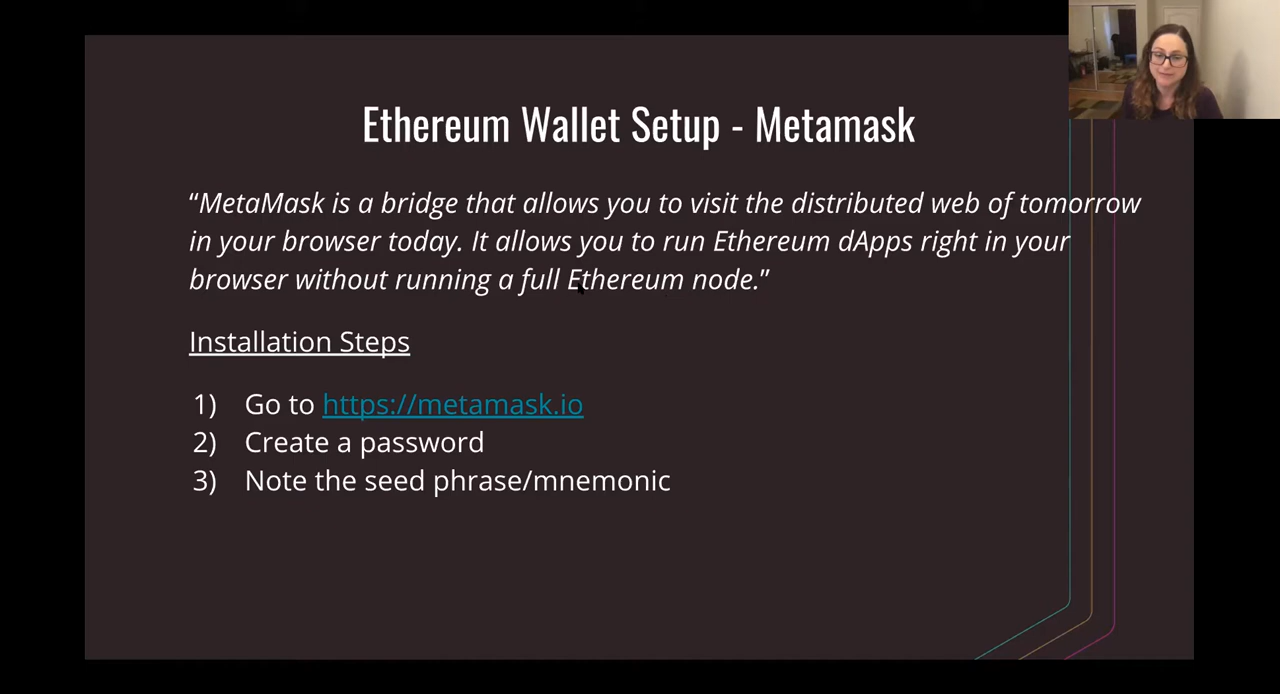 Ethereum Wallet Setup - Metamask
“MetaMask is a bridge that allows you to visit the distributed web of tomorrow
in your browser today. It allows you to run Ethereum dApps right in your
browser without running a full Ethereum node.”
Installation Steps
1) Go to https://metamask.io
2) Create a password
3) Note the seed phrase/mnemonic